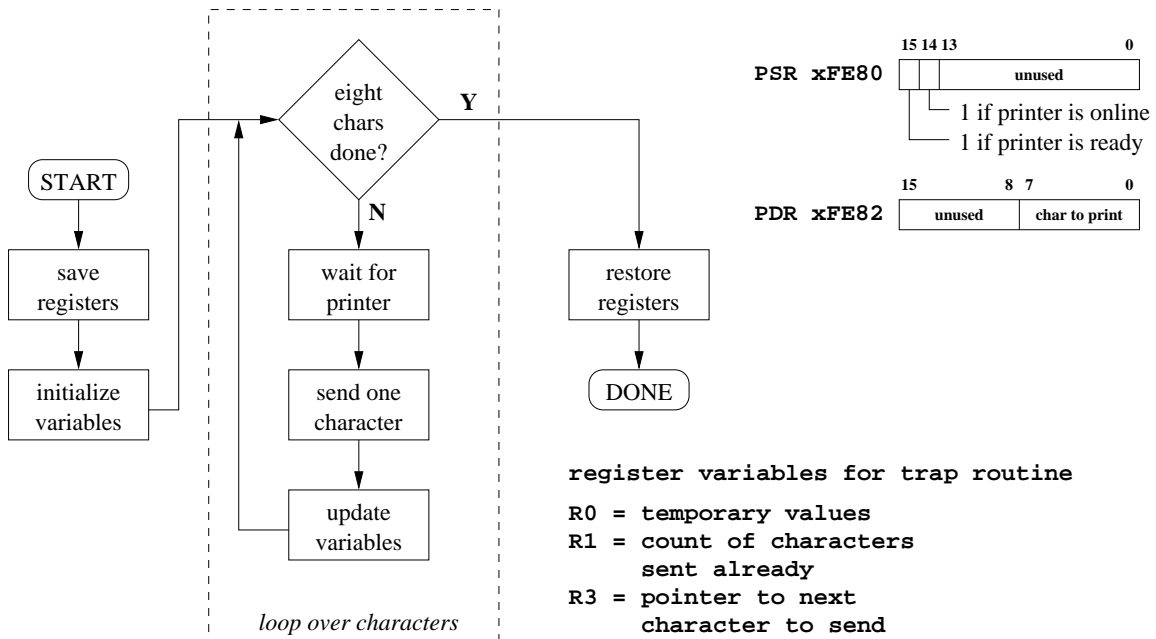 START
save
registers
initialize
variables
eight
chars
done?
Y
N
wait for
printer
send one
character
update
variables
loop over characters
restore
registers
DONE
15 14 13 0
PSR xFE80
unused
1 if printer is online
1 if printer is ready
15 8 7 0
PDR xFE82
unused char to print
register variables for trap routine
R0 = temporary values
R1 = count of characters
sent already
R3 = pointer to next
character to send